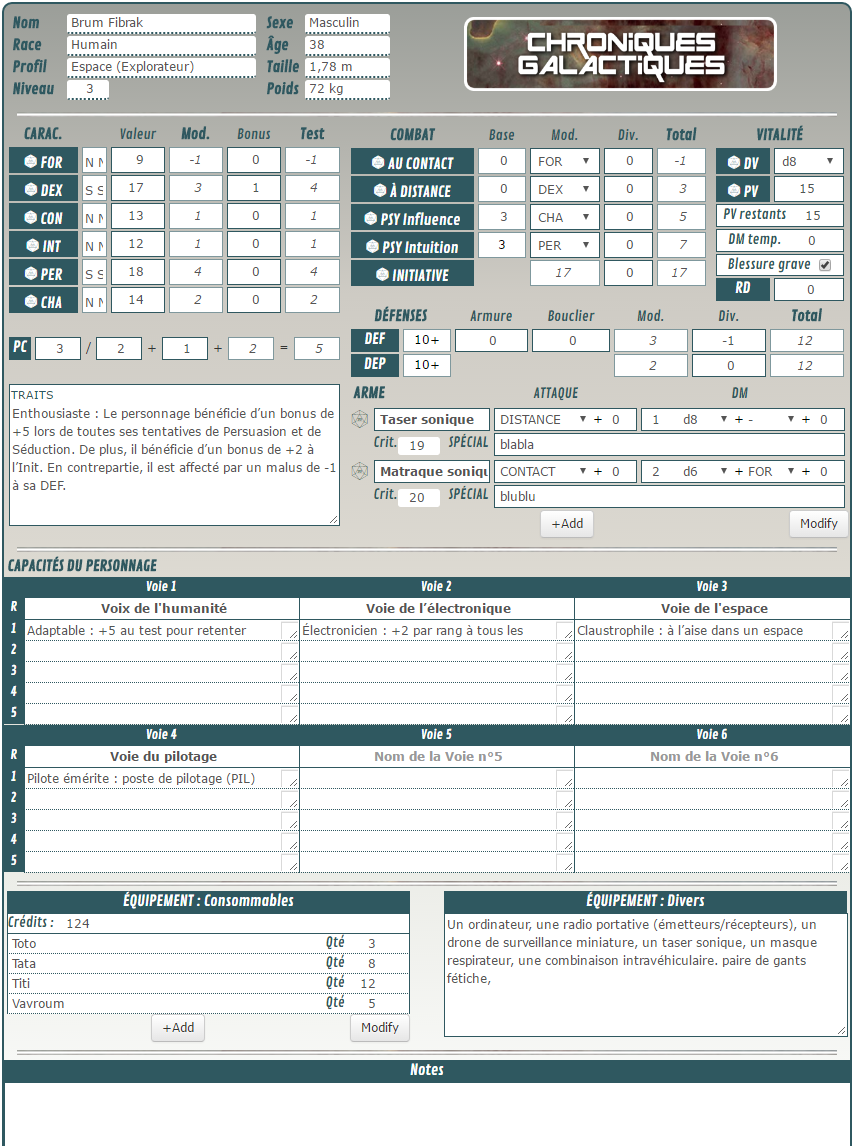 Nom Brum Fibrak Sexe Masculin
Race Humain Âge 38
Profil Espace (Explorateur) Taille 1,78 m
Niveau 3 Poids 72 kg
CHRONIQUES
GALACTIQUES
CARAC. Valeur Mod. Bonus Test
FOR N N 9 -1 0 -1
DEX S S 17 3 1 4
CON N N 13 1 0 1
INT N N 12 1 0 1
PER S S 18 4 0 4
CHA N N 14 2 0 2
PC 3 / 2 + 1 + 2 = 5
COMBAT Base Mod. Div. Total
AU CONTACT 0 FOR 0 -1
À DISTANCE 0 DEX 0 3
PSY Influence 3 CHA 0 5
PSY Intuition 3 PER 0 7
INITIATIVE 17 0 17
VITALITÉ
DV d8
PV 15
PV restants 15
DM temp. 0
Blessure grave
RD 0
DÉFENSES Armure Bouclier Mod. Div. Total
DEF 10+ 0 0 3 -1 12
DEP 10+ 2 0 12
TRAITS
Enthousiaste : Le personnage bénéficie d’un bonus de
+5 lors de toutes ses tentatives de Persuasion et de
Séduction. De plus, il bénéficie d’un bonus de +2 à
l’Init. En contrepartie, il est affecté par un malus de -1
à sa DEF.
ARME ATTAQUE DM
Taser sonique DISTANCE + 0 1 d8 + - + 0
Crit. 19 SPÉCIAL blabla
Matraque soniqu CONTACT + 0 2 d6 + FOR + 0
Crit. 20 SPÉCIAL blublu
+Add Modify
CAPACITÉS DU PERSONNAGE
Voie 1 Voie 2 Voie 3
R Voix de l'humanité Voie de l’électronique Voie de l'espace
1 Adaptable : +5 au test pour retenter Électronicien : +2 par rang à tous les Claustrophile : à l’aise dans un espace
2
3
4
5
Voie 4 Voie 5 Voie 6
R Voie du pilotage Nom de la Voie n°5 Nom de la Voie n°6
1 Pilote émérite : poste de pilotage (PIL)
2
3
4
5
ÉQUIPEMENT : Consommables
Crédits : 124
Toto Qté 3
Tata Qté 8
Titi Qté 12
Vavroum Qté 5
+Add Modify
ÉQUIPEMENT : Divers
Un ordinateur, une radio portative (émetteurs/récepteurs), un
drone de surveillance miniature, un taser sonique, un masque
respirateur, une combinaison intravéhiculaire. paire de gants
fétiche,
Notes